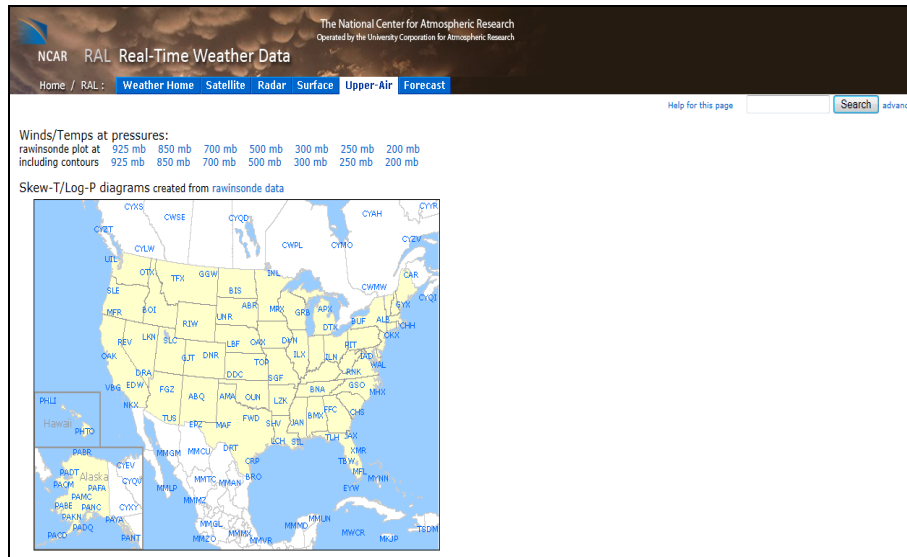 The National Center for Atmospheric Research
Operated by the University Corporation for Atmospheric Research
NCAR RAL Real-Time Weather Data
Home / RAL: Weather Home Satellite Radar Surface Upper-Air Forecast
Help for this page Search advanc
Winds/Temps at pressures:
rawinsonde plot at 925 mb 850 mb 700 mb 500 mb 300 mb 250 mb 200 mb
including contours 925 mb 850 mb 700 mb 500 mb 300 mb 250 mb 200 mb
Skew-T/Log-P diagrams created from rawinsonde data
CYXS CWSE CYQD CYAH CYYR
CYZT CYLW CWPL CYMO CYZV
UIL OTX TFX GGW INL CWMW CAR
SLE BIS CYQI
MFR BOI RIW UNR ABR MPX GRB APX GYX
DTX BUF ALB CHH
REV LKN SLC LBF OAX DVN PIT OKX
OAK GJT DNR TOP ILX ILN IAD WAL
DRA DDC SGF RNK
VBG EDW FGZ ABQ AMA OUN LZK BNA GSO MHX
NKX TUS EPZ MAF FWD SHV JAN BMX FFC CHS
PHLI LCH SIL TLH JAX
Hawaii PHTO
MMGM MMCU DRT CRP XMR
PABR TBW
PADT Alaska CYEV MFL
PAOM PAFA CYQV MMLP MMTC MMAN BRO EYW MYNN
PAMC MMMZ
PABE PANC CYXY
PAKN PAYA MMGL MMMD MMUN
PADQ MWCR TSDM
PACD PANT MMZO MMMX MMVR MKJP